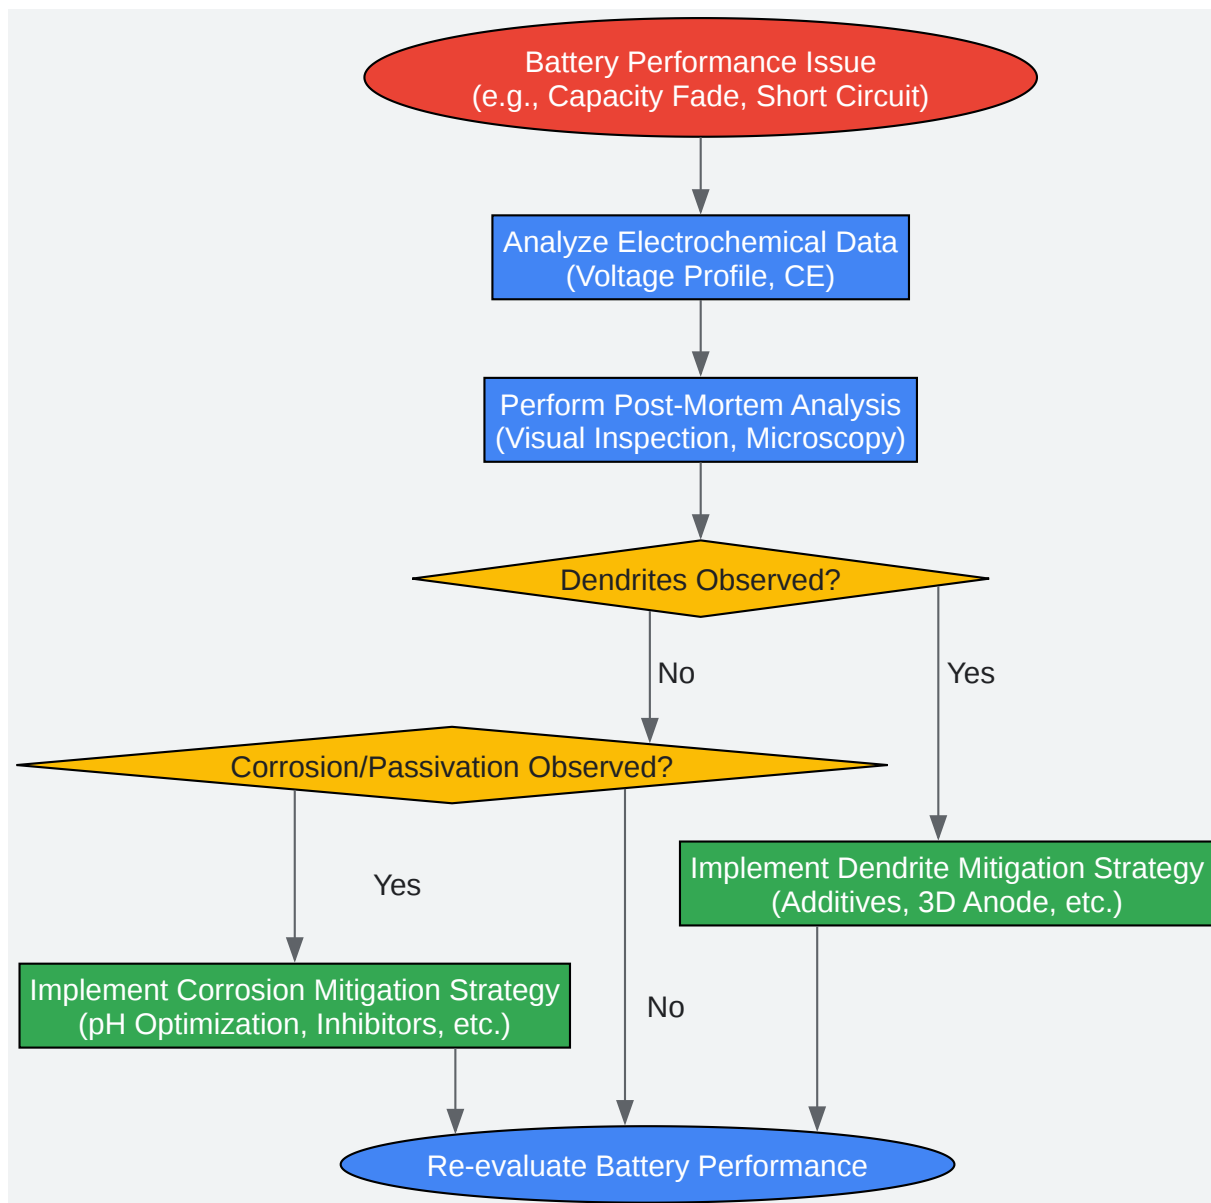 Battery Performance Issue
(e.g., Capacity Fade, Short Circuit)
Analyze Electrochemical Data
(Voltage Profile, CE)
Perform Post-Mortem Analysis
(Visual Inspection, Microscopy)
Dendrites Observed?
No
Yes
Corrosion/Passivation Observed?
Implement Dendrite Mitigation Strategy
(Additives, 3D Anode, etc.)
Yes
Implement Corrosion Mitigation Strategy
(pH Optimization, Inhibitors, etc.)
No
Re-evaluate Battery Performance